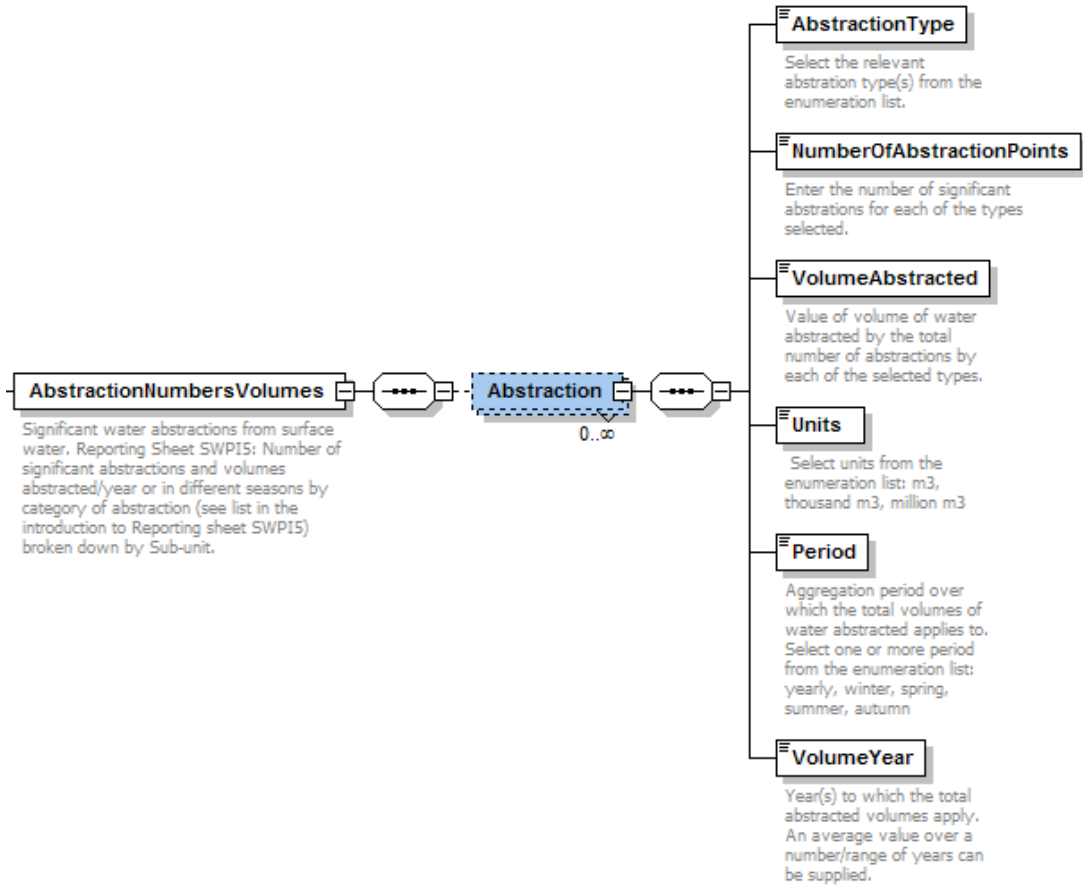 AbstractionNumbersVolumes
Significant water abstractions from surface
water. Reporting Sheet SWPI5: Number of
significant abstractions and volumes
abstracted/year or in different seasons by
category of abstraction (see list in the
introduction to Reporting sheet SWPI5)
broken down by Sub-unit.
Abstraction
0..∞
AbstractionType
Select the relevant
abstration type(s) from the
enumeration list.
NumberOfAbstractionPoints
Enter the number of significant
abstrations for each of the types
selected.
VolumeAbstracted
Value of volume of water
abstracted by the total
number of abstractions by
each of the selected types.
Units
Select units from the
enumeration list: m3,
thousand m3, million m3
Period
Aggregation period over
which the total volumes of
water abstracted applies to.
Select one or more period
from the enumeration list:
yearly, winter, spring,
summer, autumn
VolumeYear
Year(s) to which the total
abstracted volumes apply.
An average value over a
number/range of years can
be supplied.